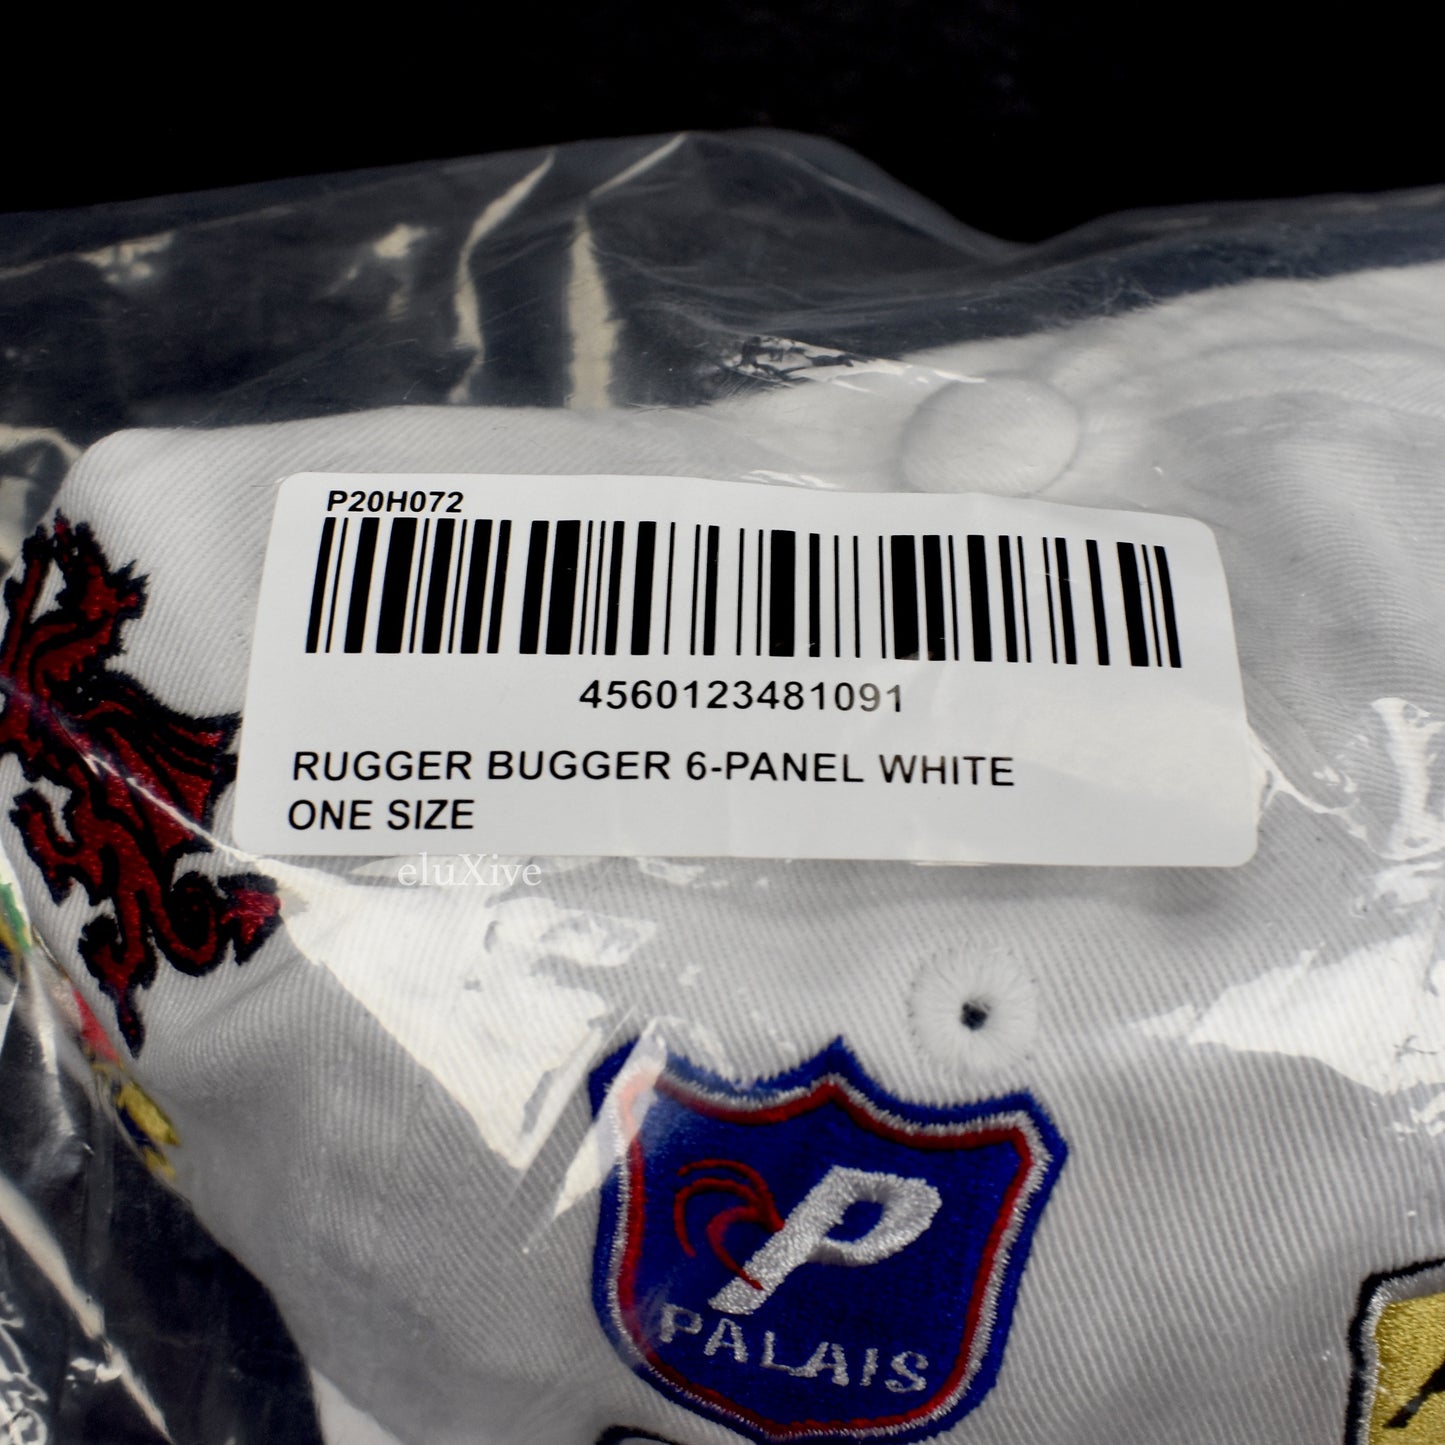 P20H072
4560123481091
RUGGER BUGGER 6-PANEL WHITE
ONE SIZE
eluXive
P
PALAIS